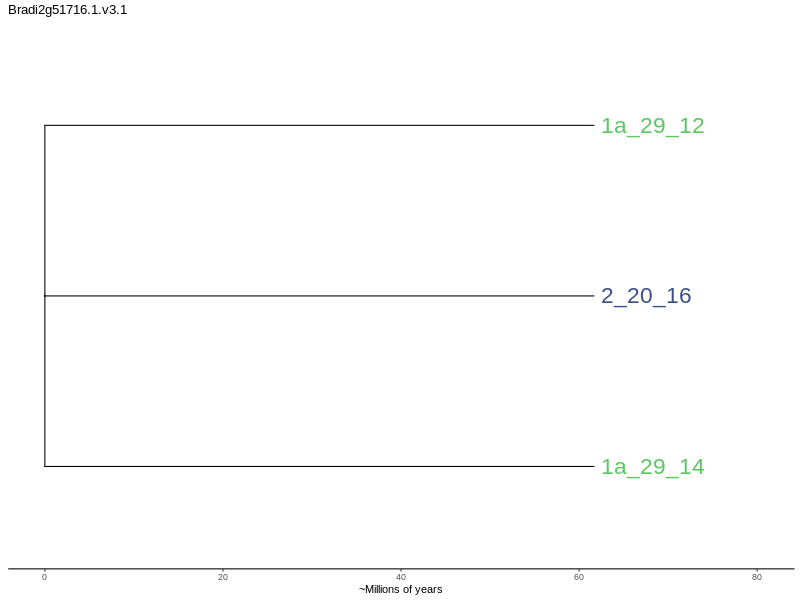 Bradi2g51716.1.v3.1
1a_29_12
2_20_16
1a_29_14
0 20 40 60 80
~Millions of years